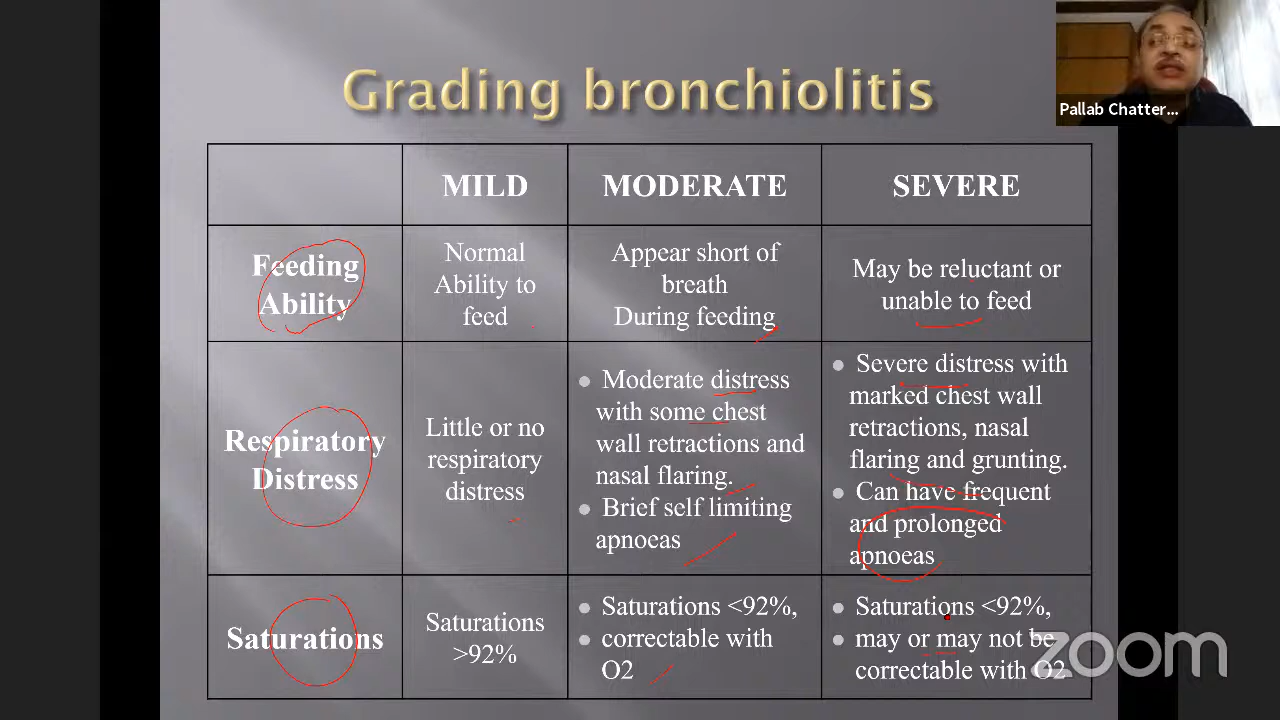 Grading bronchiolitis
Pallab Chatter...
MILD
MODERATE
SEVERE
Feeding
Ability
Normal
Ability to
feed
Appear short of
breath
During feeding
May be reluctant or
unable to feed
Respiratory
Distress
Little or no
respiratory
distress
Moderate distress
with some chest
wall retractions and
nasal flaring.
Brief self limiting
apnoeas
Severe distress with
marked chest wall
retractions, nasal
flaring and grunting.
Can have frequent
and prolonged
apnoeas
Saturations
Saturations
>92%
Saturations <92%,
correctable with
O2
Saturations <92%,
may or may not be
correctable with O2
zoom